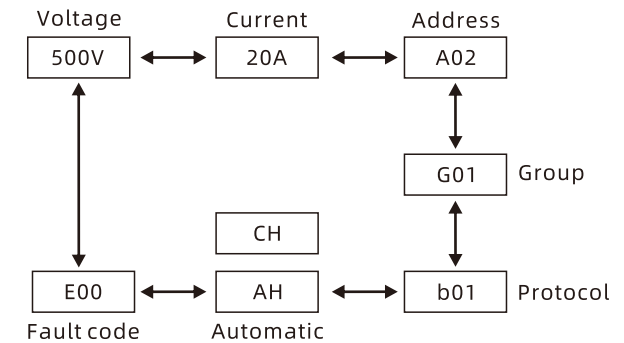 Voltage
Current
Address
500V
20A
A02
G01
Group
CH
E00
AH
b01
Protocol
Fault code
Automatic